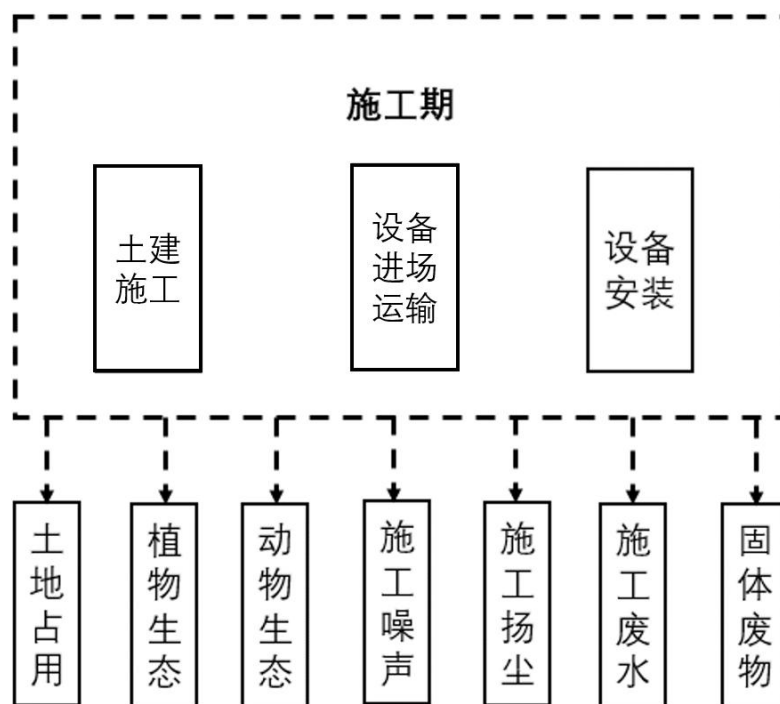 施工期
土建
施工
设备
进场
运输
设备
安装
土地占用
植物生态
动物生态
施工噪声
施工扬尘
施工废水
固体废物